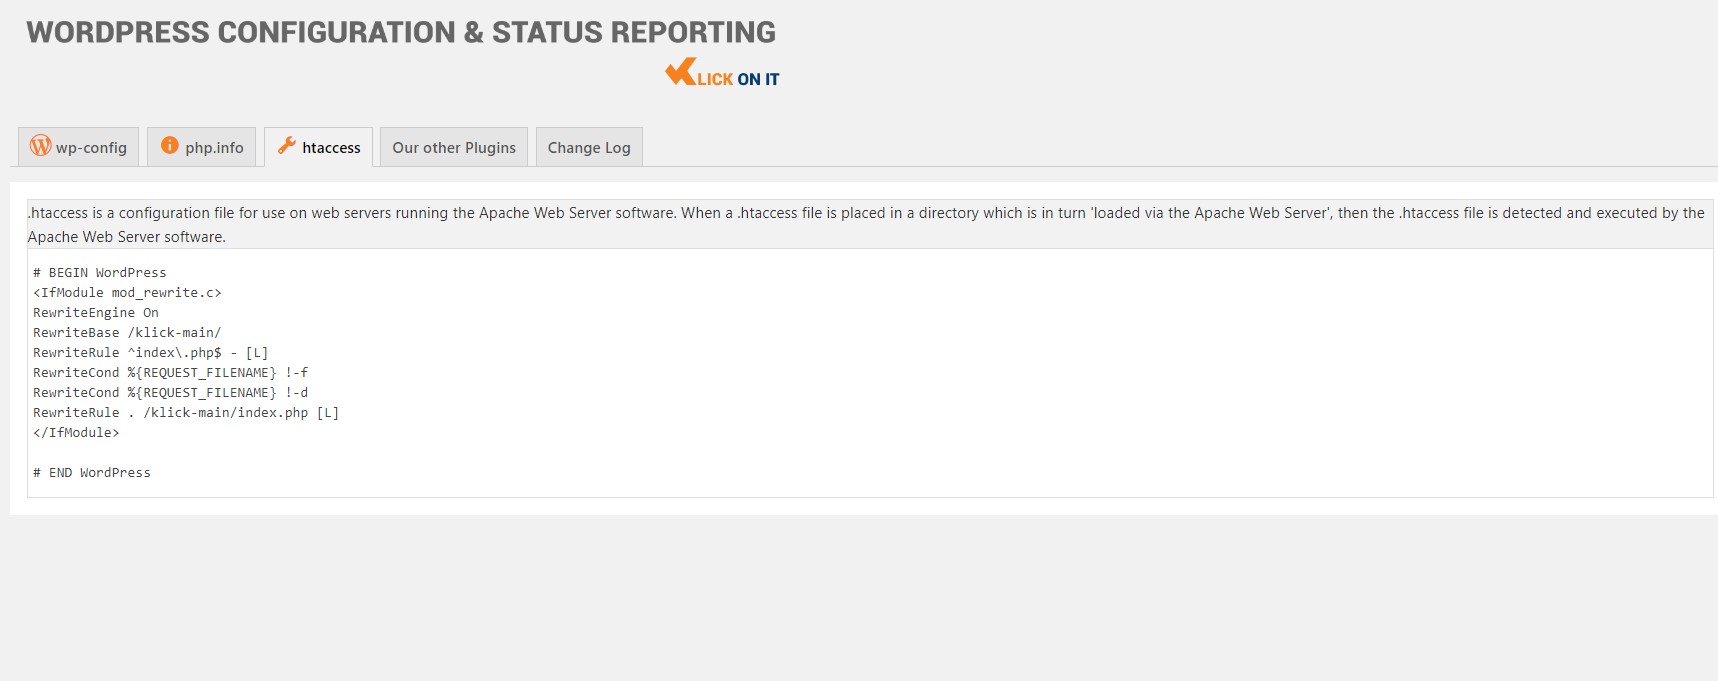 WORDPRESS CONFIGURATION & STATUS REPORTING
KLICK ON IT
wp-config
php.info
htaccess
Our other Plugins
Change Log
.htaccess is a configuration file for use on web servers running the Apache Web Server software. When a .htaccess file is placed in a directory which is in turn 'loaded via the Apache Web Server', then the .htaccess file is detected and executed by the
Apache Web Server software.
# BEGIN WordPress
<IfModule mod_rewrite.c>
RewriteEngine On
RewriteBase /klick-main/
RewriteRule ^index\.php$ - [L]
RewriteCond %{REQUEST_FILENAME} !-f
RewriteCond %{REQUEST_FILENAME} !-d
RewriteRule . /klick-main/index.php [L]
</IfModule>
# END WordPress